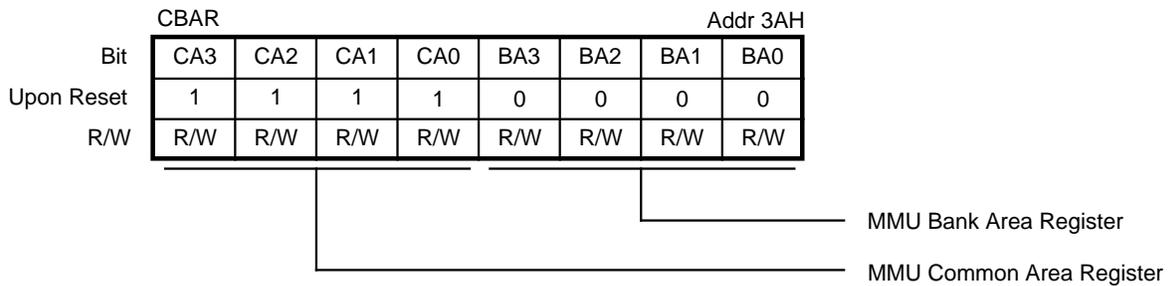 CBAR Addr 3AH
Bit CA3 CA2 CA1 CA0 BA3 BA2 BA1 BA0
Upon Reset 1 1 1 1 0 0 0 0
R/W R/W R/W R/W R/W R/W R/W R/W R/W
MMU Bank Area Register
MMU Common Area Register